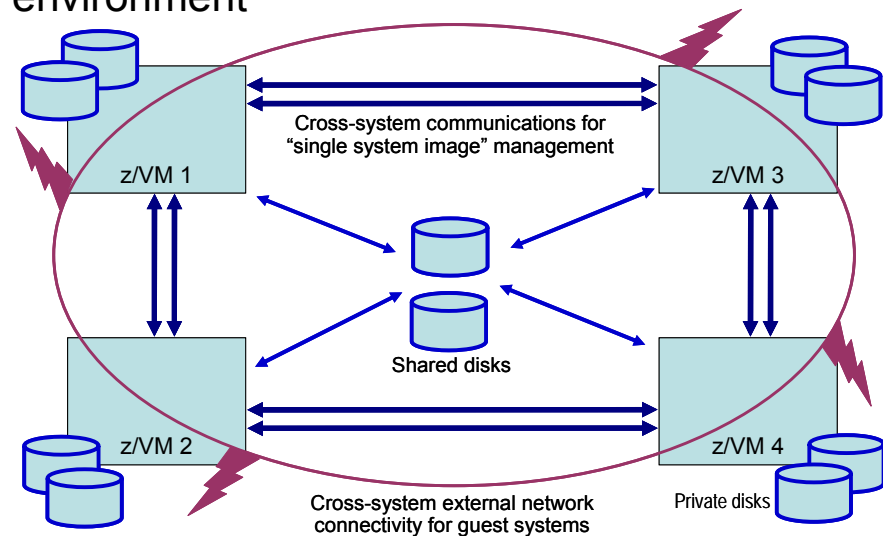 environment
Cross-system communications for
“single system image” management
z/VM 1
z/VM 3
Shared disks
z/VM 2
z/VM 4
Cross-system external network
connectivity for guest systems
Private disks